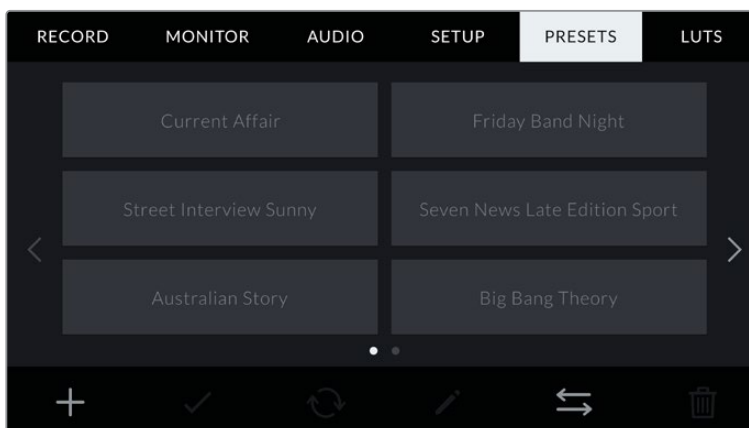 RECORD MONITOR AUDIO SETUP PRESETS LUTS
Current Affair Friday Band Night
Street Interview Sunny Seven News Late Edition Sport
Australian Story Big Bang Theory